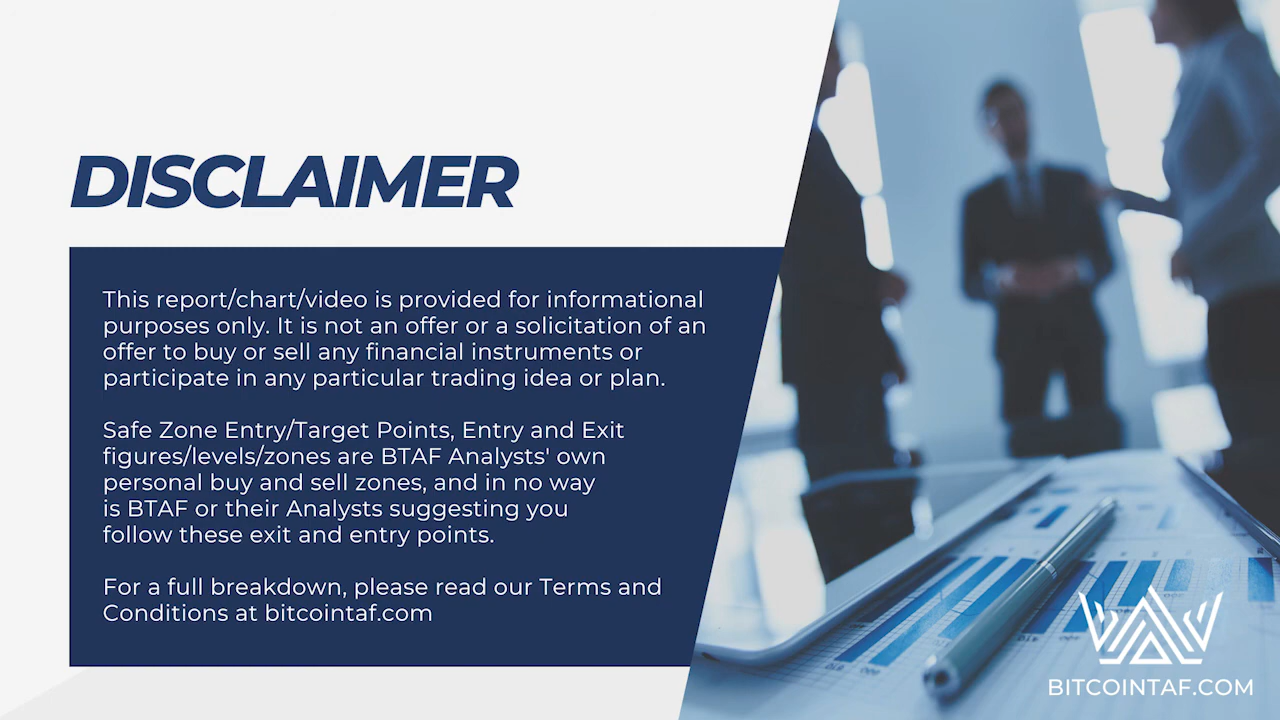 DISCLAIMER
This report/chart/video is provided for informational
purposes only. It is not an offer or a solicitation of an
offer to buy or sell any financial instruments or
participate in any particular trading idea or plan.
Safe Zone Entry/Target Points, Entry and Exit
figures/levels/zones are BTAF Analysts' own
personal buy and sell zones, and in no way
is BTAF or their Analysts suggesting you
follow these exit and entry points.
For a full breakdown, please read our Terms and
Conditions at bitcointaf.com
BITCOINTAF.COM